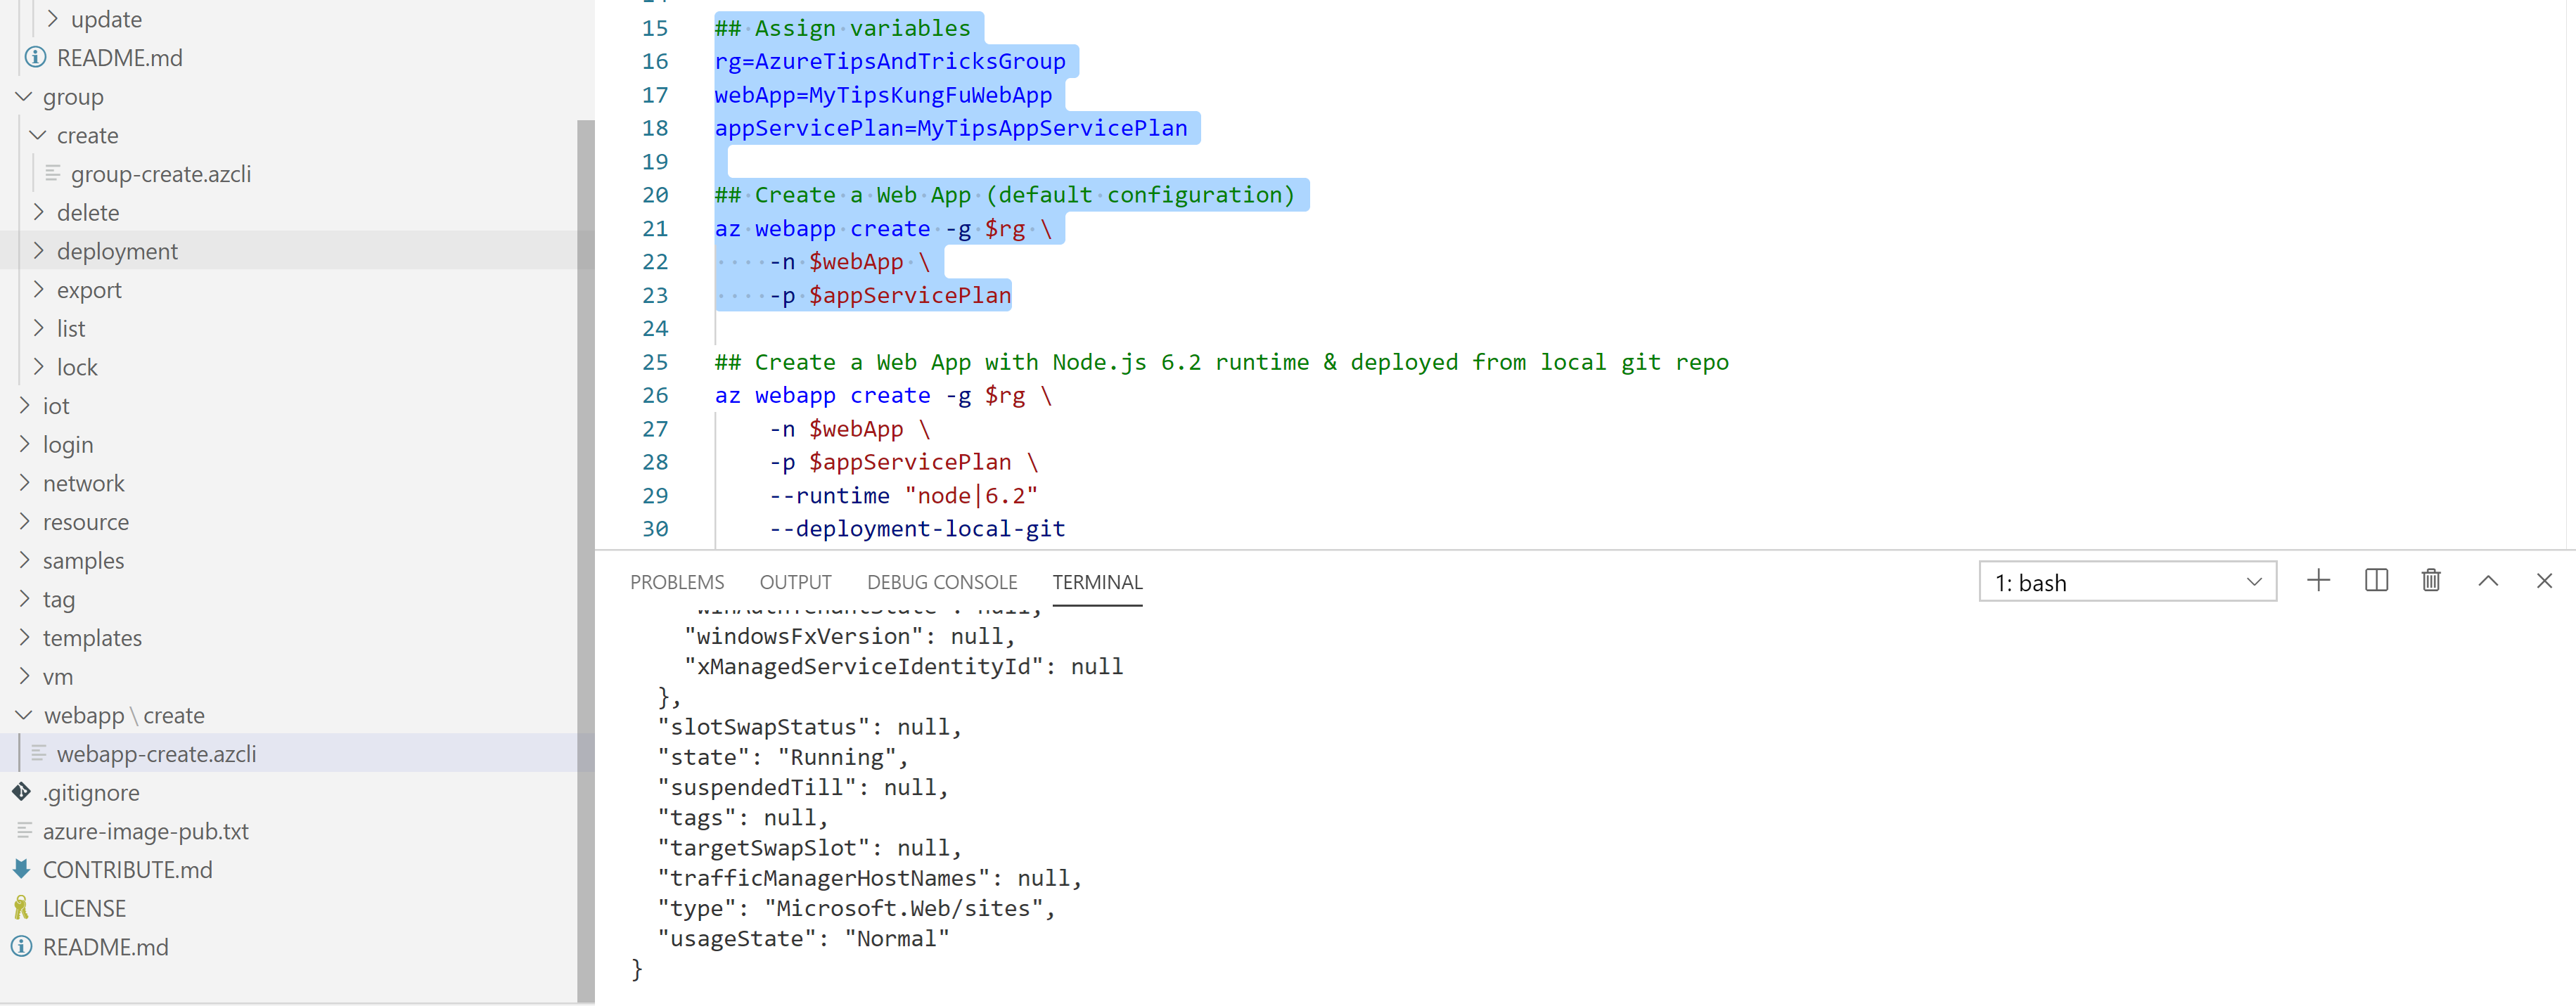 update
README.md
group
create
group-create.azcli
delete
deployment
export
list
lock
iot
login
network
resource
samples
tag
templates
vm
webapp \ create
webapp-create.azcli
.gitignore
azure-image-pub.txt
CONTRIBUTE.md
LICENSE
README.md
15 ## Assign variables
16 rg=AzureTipsAndTricksGroup
17 webApp=MyTipsKungFuWebApp
18 appServicePlan=MyTipsAppServicePlan
19
20 ## Create a Web App (default configuration)
21 az webapp create -g $rg \
22     -n $webApp \
23     -p $appServicePlan
24
25 ## Create a Web App with Node.js 6.2 runtime & deployed from local git repo
26 az webapp create -g $rg \
27     -n $webApp \
28     -p $appServicePlan \
29     --runtime "node|6.2"
30     --deployment-local-git
PROBLEMS OUTPUT DEBUG CONSOLE TERMINAL 1: bash
    "windowsFxVersion": null,
    "xManagedServiceIdentityId": null
  },
  "slotSwapStatus": null,
  "state": "Running",
  "suspendedTill": null,
  "tags": null,
  "targetSwapSlot": null,
  "trafficManagerHostNames": null,
  "type": "Microsoft.Web/sites",
  "usageState": "Normal"
}